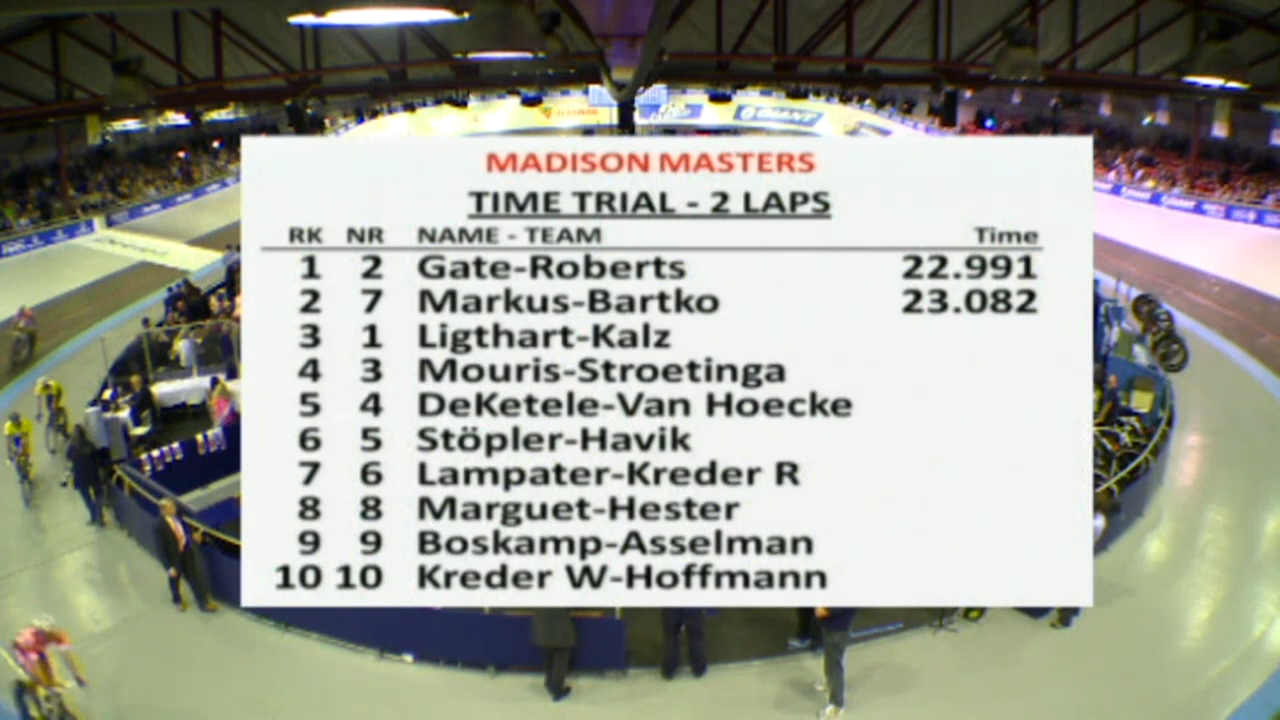 GIANT
MADISON MASTERS
TIME TRIAL - 2 LAPS
RK NR NAME - TEAM Time
1 2 Gate-Roberts 22.991
2 7 Markus-Bartko 23.082
3 1 Ligthart-Kalz
4 3 Mouris-Stroetinga
5 4 DeKetele-Van Hoecke
6 5 Stöpler-Havik
7 6 Lampater-Kreder R
8 8 Marguet-Hester
9 9 Boskamp-Asselman
10 10 Kreder W-Hoffmann